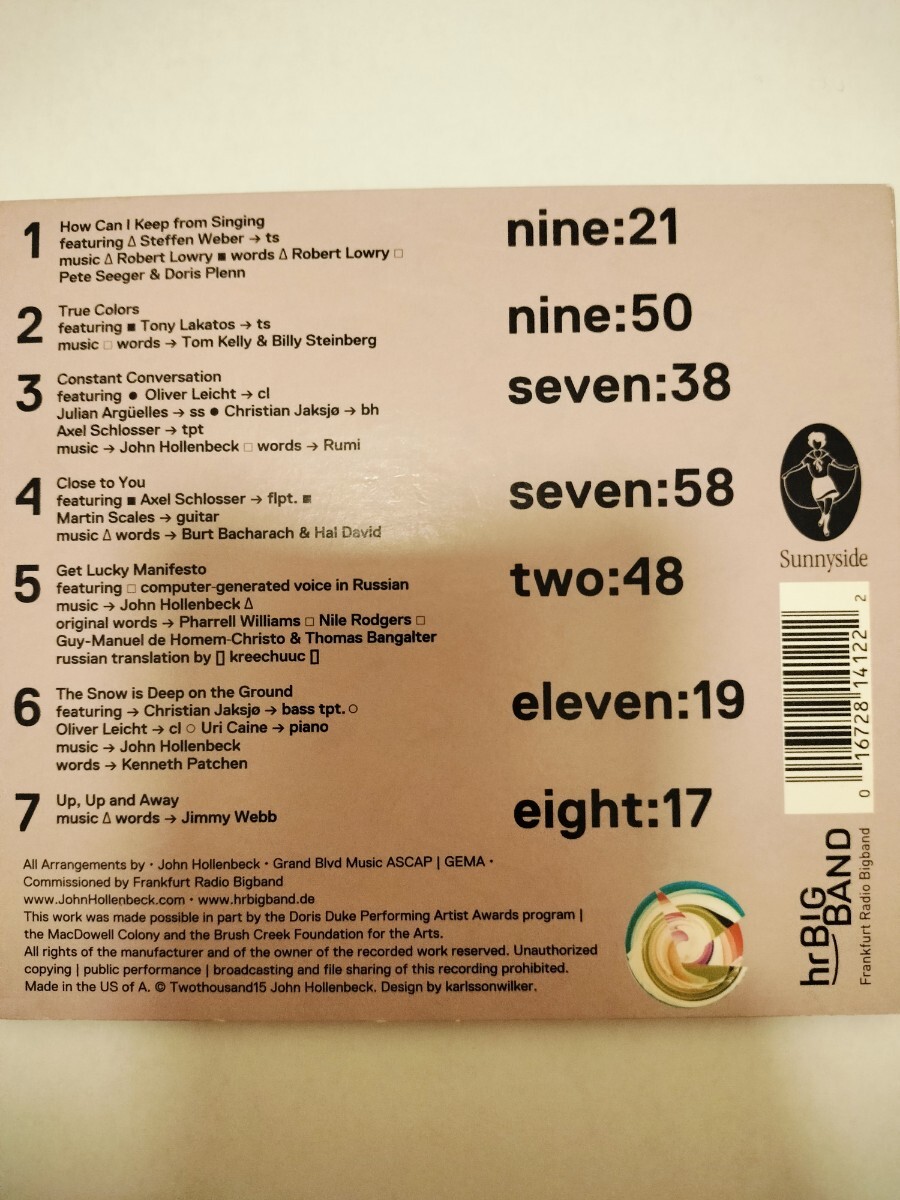 1
How Can I Keep from Singing
featuring Δ Steffen Weber → ts
music Δ Robert Lowry ■ words Δ Robert Lowry □
Pete Seeger & Doris Plenn
nine:21
2
True Colors
featuring ■ Tony Lakatos → ts
music □ words → Tom Kelly & Billy Steinberg
nine:50
3
Constant Conversation
featuring ● Oliver Leicht → cl
Julian Argüelles → ss ● Christian Jaksjø → bh
Axel Schlosser → tpt
music → John Hollenbeck □ words → Rumi
seven:38
4
Close to You
featuring ■ Axel Schlosser → flpt. ■
Martin Scales → guitar
music Δ words → Burt Bacharach & Hal David
seven:58
5
Get Lucky Manifesto
featuring □ computer-generated voice in Russian
music → John Hollenbeck Δ
original words → Pharrell Williams □ Nile Rodgers □
Guy-Manuel de Homem-Christo & Thomas Bangalter
russian translation by [] kreechuuc []
two:48
6
The Snow is Deep on the Ground
featuring → Christian Jaksjø → bass tpt. ○
Oliver Leicht → cl ○ Uri Caine → piano
music → John Hollenbeck
words → Kenneth Patchen
eleven:19
7
Up, Up and Away
music Δ words → Jimmy Webb
eight:17
All Arrangements by · John Hollenbeck · Grand Blvd Music ASCAP | GEMA ·
Commissioned by Frankfurt Radio Bigband
www.JohnHollenbeck.com · www.hrbigband.de
This work was made possible in part by the Doris Duke Performing Artist Awards program |
the MacDowell Colony and the Brush Creek Foundation for the Arts.
All rights of the manufacturer and of the owner of the recorded work reserved. Unauthorized
copying | public performance | broadcasting and file sharing of this recording prohibited.
Made in the US of A. © Twothousand15 John Hollenbeck. Design by karlssonwilker.
Sunnyside
0 16728 14122 2
hr BIG
BAND
Frankfurt Radio Bigband